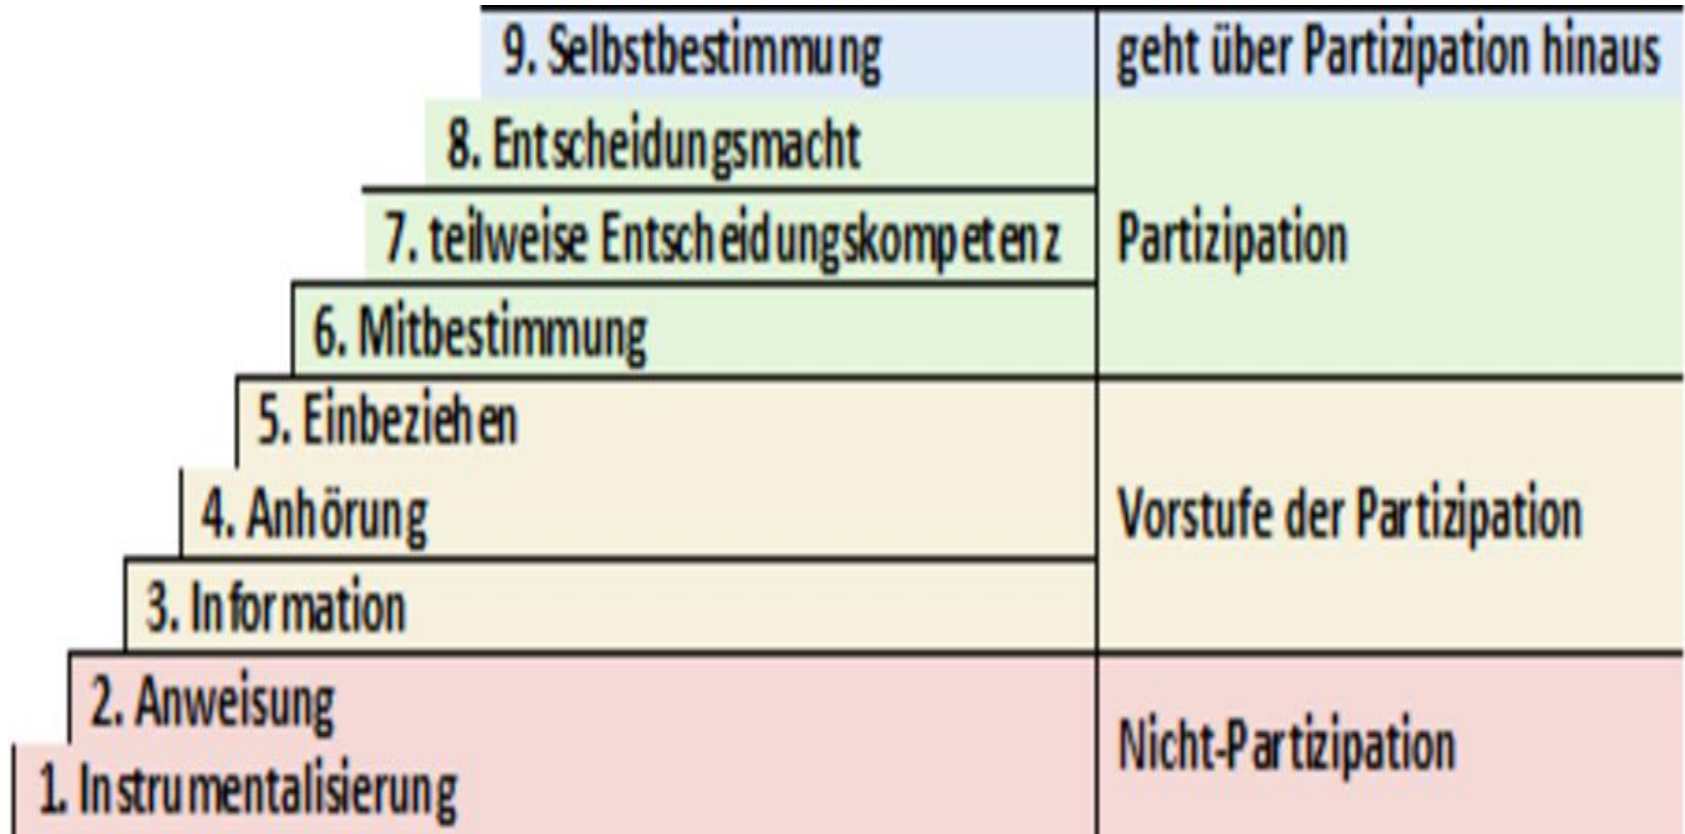 9. Selbstbestimmung
geht über Partizipation hinaus
8. Entscheidungsmacht
7. teilweise Entscheidungskompetenz
Partizipation
6. Mitbestimmung
5. Einbeziehen
4. Anhörung
Vorstufe der Partizipation
3. Information
2. Anweisung
Nicht-Partizipation
1. Instrumentalisierung